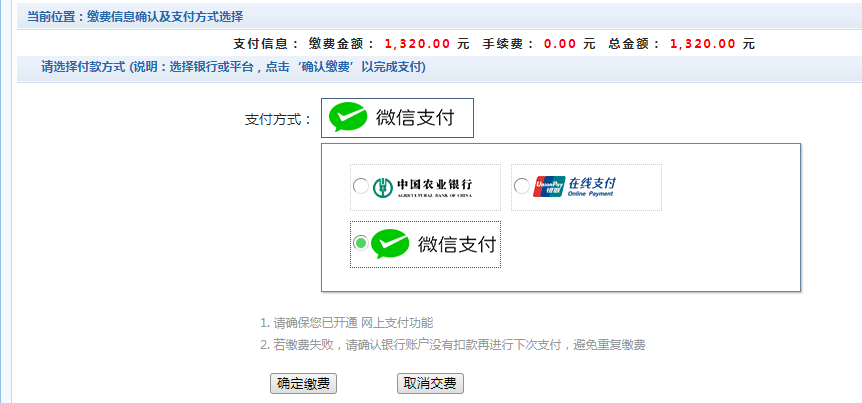 当前位置：缴费信息确认及支付方式选择
支付信息： 缴费金额： 1,320.00 元 手续费： 0.00 元 总金额： 1,320.00 元
请选择付款方式 (说明：选择银行或平台，点击‘确认缴费’以完成支付)
支付方式： 微信支付
中国农业银行 UnionPay 银联 在线支付
AGRICULTURAL BANK OF CHINA Online Payment
微信支付
1. 请确保您已开通 网上支付功能
2. 若缴费失败，请确认银行账户没有扣款再进行下次支付，避免重复缴费
确定缴费 取消交费